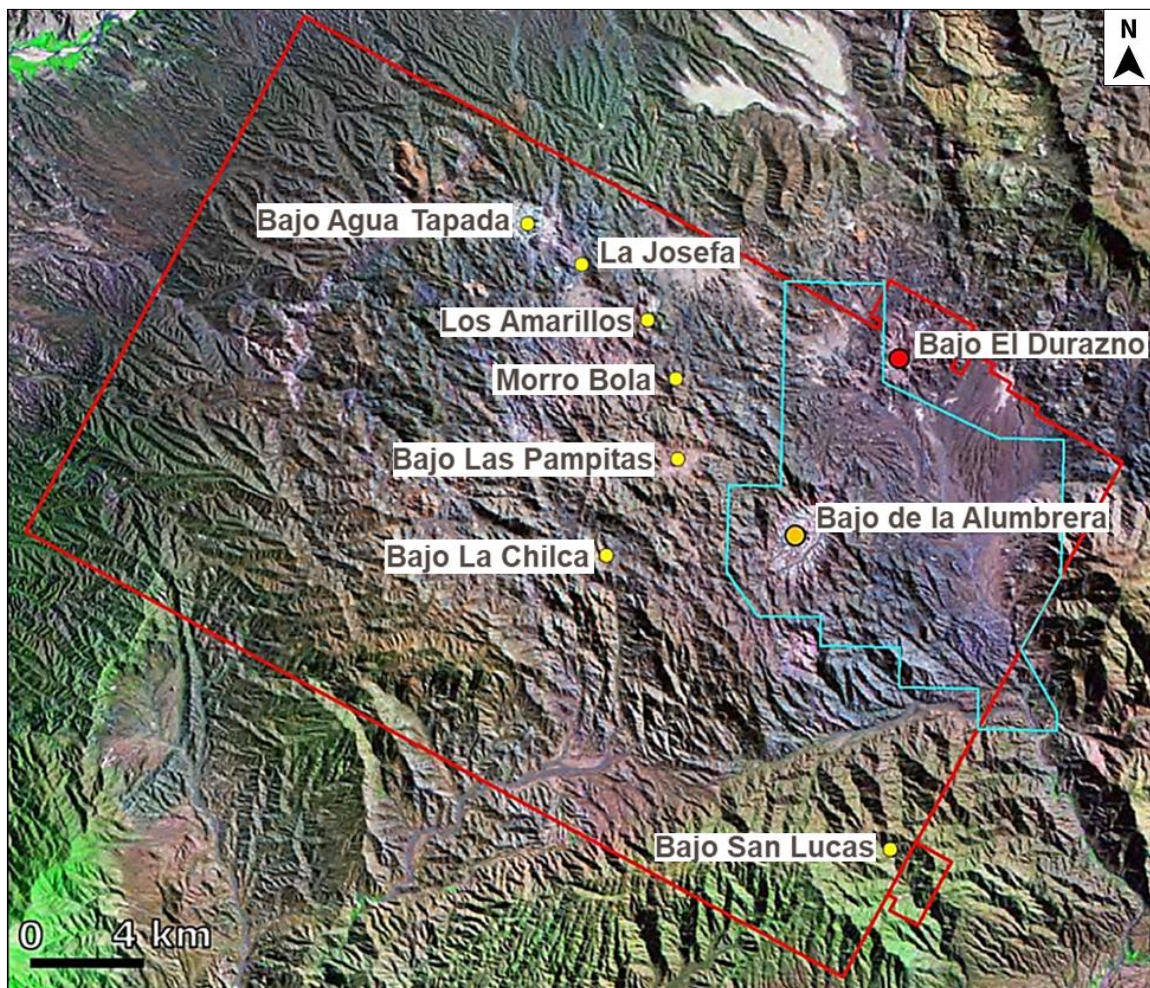 N
Bajo Agua Tapada
La Josefa
Los Amarillos
Bajo El Durazno
Morro Bola
Bajo Las Pampitas
Bajo de la Alumbrera
Bajo La Chilca
Bajo San Lucas
0 4 km